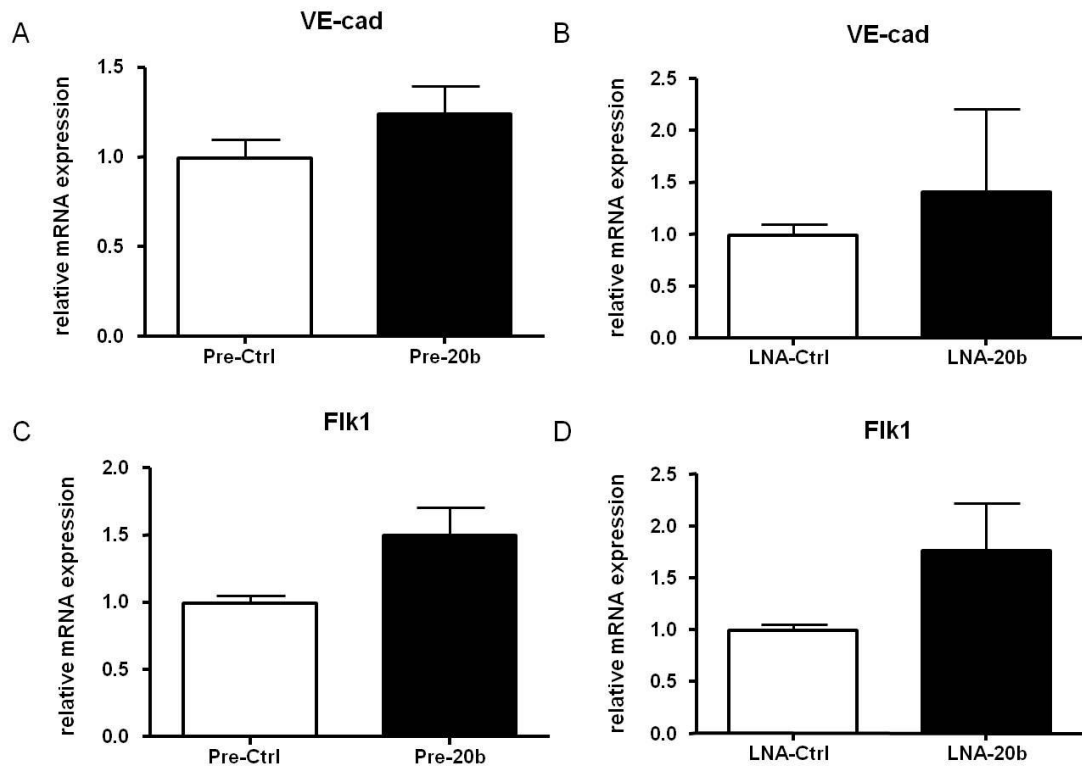 A
VE-cad
relative mRNA expression
1.5
1.0
0.5
0.0
Pre-Ctrl
Pre-20b
B
VE-cad
relative mRNA expression
2.5
2.0
1.5
1.0
0.5
0.0
LNA-Ctrl
LNA-20b
C
Flk1
relative mRNA expression
2.0
1.5
1.0
0.5
0.0
Pre-Ctrl
Pre-20b
D
Flk1
relative mRNA expression
2.5
2.0
1.5
1.0
0.5
0.0
LNA-Ctrl
LNA-20b